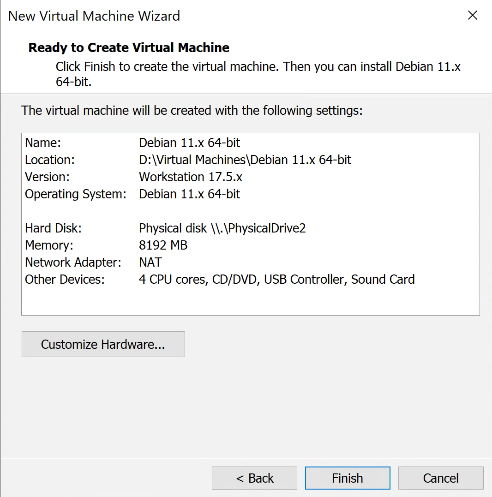 New Virtual Machine Wizard
Ready to Create Virtual Machine
Click Finish to create the virtual machine. Then you can install Debian 11.x
64-bit.
The virtual machine will be created with the following settings:
Name: Debian 11.x 64-bit
Location: D:\Virtual Machines\Debian 11.x 64-bit
Version: Workstation 17.5.x
Operating System: Debian 11.x 64-bit
Hard Disk: Physical disk \\.\PhysicalDrive2
Memory: 8192 MB
Network Adapter: NAT
Other Devices: 4 CPU cores, CD/DVD, USB Controller, Sound Card
Customize Hardware...
< Back Finish Cancel